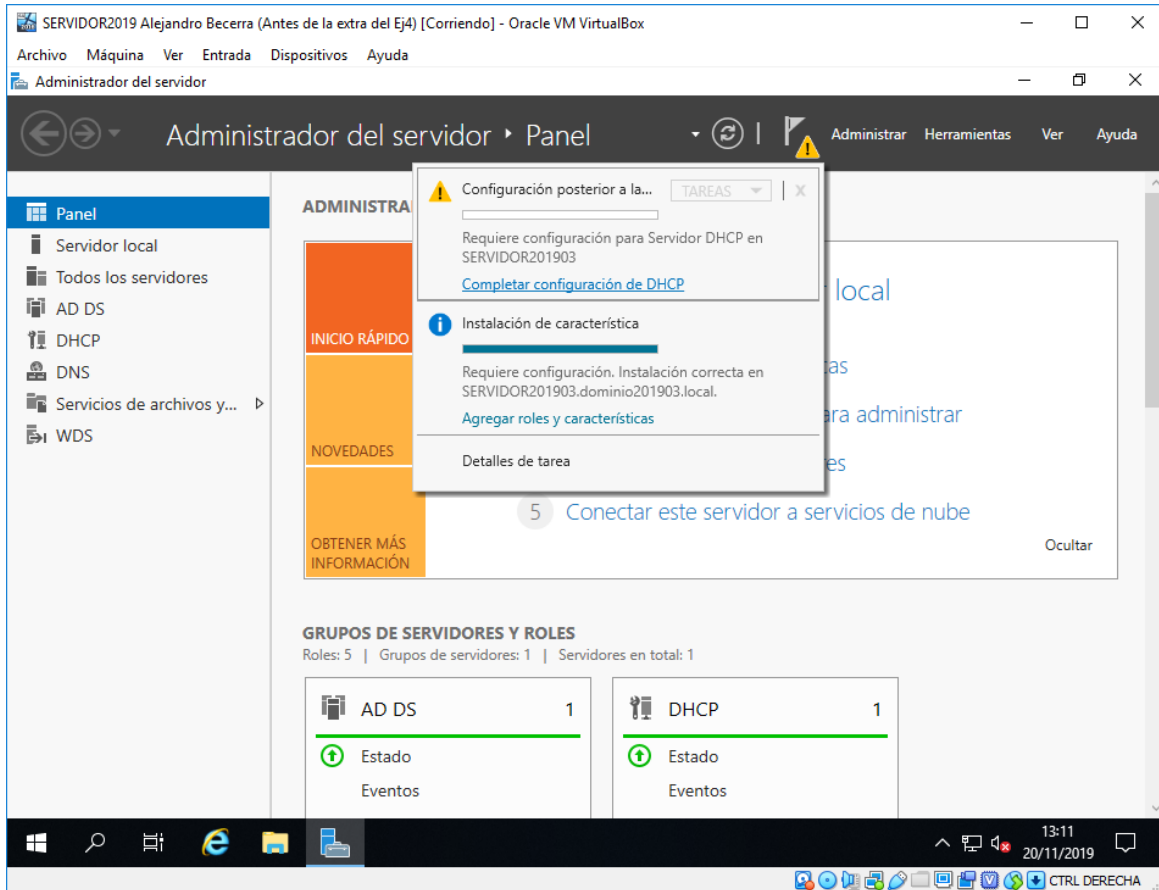 SERVIDOR2019 Alejandro Becerra (Antes de la extra del Ej4) [Corriendo] - Oracle VM VirtualBox
Archivo Máquina Ver Entrada Dispositivos Ayuda
Administrador del servidor
Administrador del servidor Panel
Administrar Herramientas Ver Ayuda
Panel
Servidor local
Todos los servidores
AD DS
DHCP
DNS
Servicios de archivos y...
WDS
ADMINISTRA
Configuración posterior a la... TAREAS X
Requiere configuración para Servidor DHCP en
SERVIDOR201903
Completar configuración de DHCP
Instalación de característica
Requiere configuración. Instalación correcta en
SERVIDOR201903.dominio201903.local.
Agregar roles y características
Detalles de tarea
INICIO RÁPIDO
NOVEDADES
OBTENER MÁS
INFORMACIÓN
local
as
ara administrar
es
5 Conectar este servidor a servicios de nube
Ocultar
GRUPOS DE SERVIDORES Y ROLES
Roles: 5 | Grupos de servidores: 1 | Servidores en total: 1
AD DS 1
Estado
Eventos
DHCP 1
Estado
Eventos
13:11
20/11/2019
CTRL DERECHA